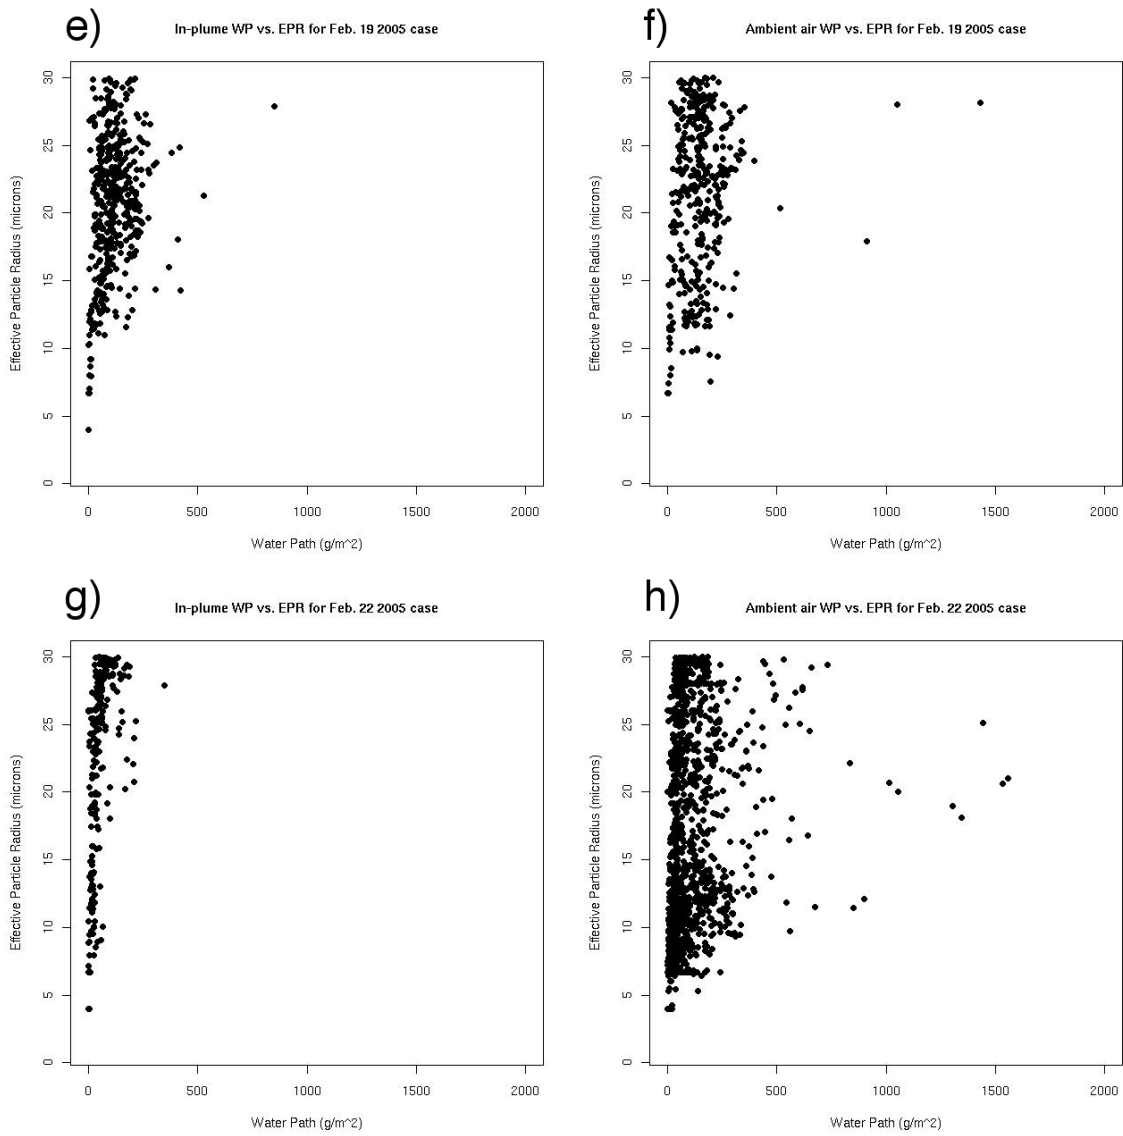 e)
In-plume WP vs. EPR for Feb. 19 2005 case
Effective Particle Radius (microns)
30
25
20
15
10
5
0
0 500 1000 1500 2000
Water Path (g/m^2)
f)
Ambient air WP vs. EPR for Feb. 19 2005 case
Effective Particle Radius (microns)
30
25
20
15
10
5
0
0 500 1000 1500 2000
Water Path (g/m^2)
g)
In-plume WP vs. EPR for Feb. 22 2005 case
Effective Particle Radius (microns)
30
25
20
15
10
5
0
0 500 1000 1500 2000
Water Path (g/m^2)
h)
Ambient air WP vs. EPR for Feb. 22 2005 case
Effective Particle Radius (microns)
30
25
20
15
10
5
0
0 500 1000 1500 2000
Water Path (g/m^2)